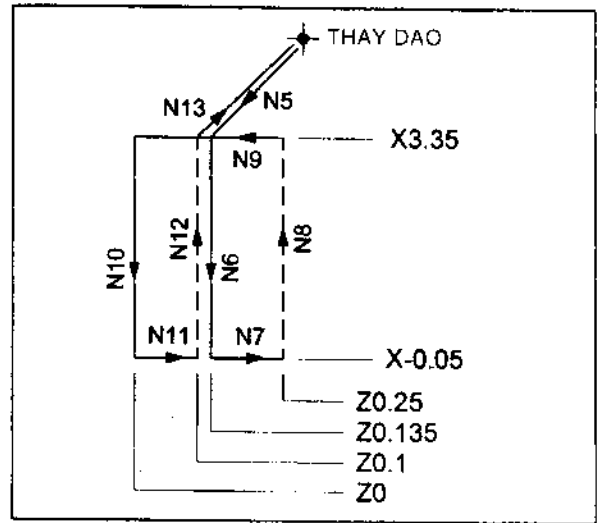 THAY DAO
N13
N5
N9
X3.35
N10
N12
N6
N8
N11
N7
X-0.05
Z0.25
Z0.135
Z0.1
Z0